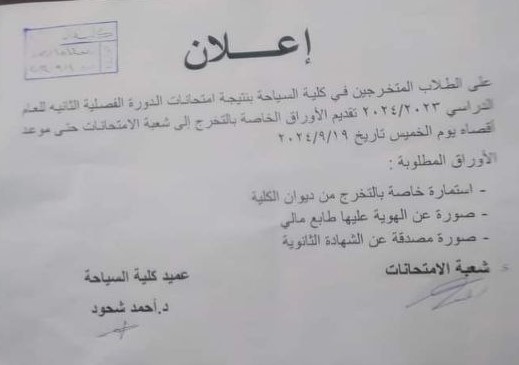 إعــلان
على الطلاب المتخرجين في كلية السياحة بنتيجة امتحانات الدورة الفصلية الثانيه للعام
الدراسي ٢٠٢٤/٢٠٢٣ تقديم الأوراق الخاصة بالتخرج إلى شعبة الامتحانات حتى موعد
أقصاه يوم الخميس تاريخ ٢٠٢٤/٩/١٩
الأوراق المطلوبة :
- استمارة خاصة بالتخرج من ديوان الكلية
- صورة عن الهوية عليها طابع مالي
- صورة مصدقة عن الشهادة الثانوية
شعبة الامتحانات
عميد كلية السياحة
د.أحمد شحود